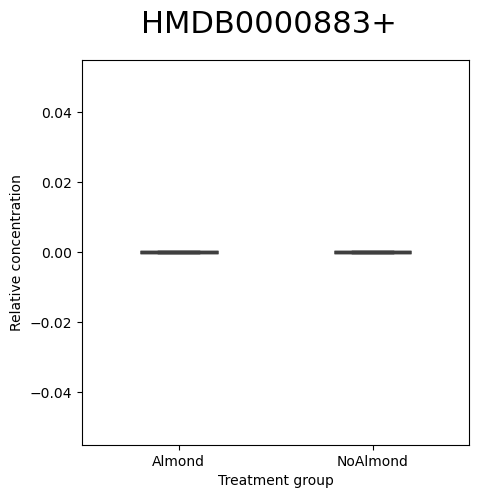 HMDB0000883+
Relative concentration
0.04
0.02
0.00
−0.02
−0.04
Almond
NoAlmond
Treatment group